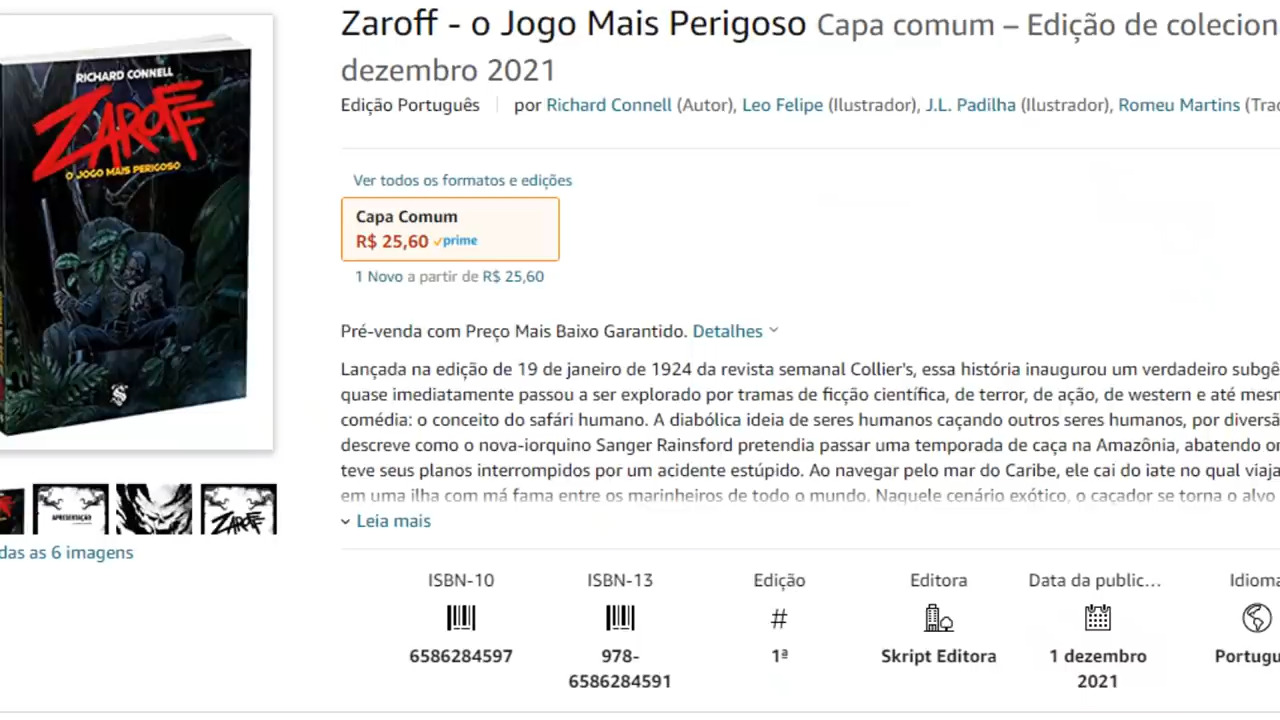 RICHARD CONNELL
ZAROFF
O JOGO MAIS PERIGOSO
APRESENTAÇÃO
ZAROFF
das as 6 imagens
Zaroff - o Jogo Mais Perigoso Capa comum – Edição de colecion
dezembro 2021
Edição Português por Richard Connell (Autor), Leo Felipe (Ilustrador), J.L. Padilha (Ilustrador), Romeu Martins (Trad
Ver todos os formatos e edições
Capa Comum
R$ 25,60 prime
1 Novo a partir de R$ 25,60
Pré-venda com Preço Mais Baixo Garantido. Detalhes
Lançada na edição de 19 de janeiro de 1924 da revista semanal Collier's, essa história inaugurou um verdadeiro subgê
quase imediatamente passou a ser explorado por tramas de ficção científica, de terror, de ação, de western e até mesm
comédia: o conceito do safári humano. A diabólica ideia de seres humanos caçando outros seres humanos, por diversã
descreve como o nova-iorquino Sanger Rainsford pretendia passar uma temporada de caça na Amazônia, abatendo on
teve seus planos interrompidos por um acidente estúpido. Ao navegar pelo mar do Caribe, ele cai do iate no qual viaja
em uma ilha com má fama entre os marinheiros de todo o mundo. Naquele cenário exótico, o caçador se torna o alvo
Leia mais
ISBN-10 ISBN-13 Edição Editora Data da public... Idioma
#
6586284597 978- 1ª Skript Editora 1 dezembro Portugu
6586284591 2021